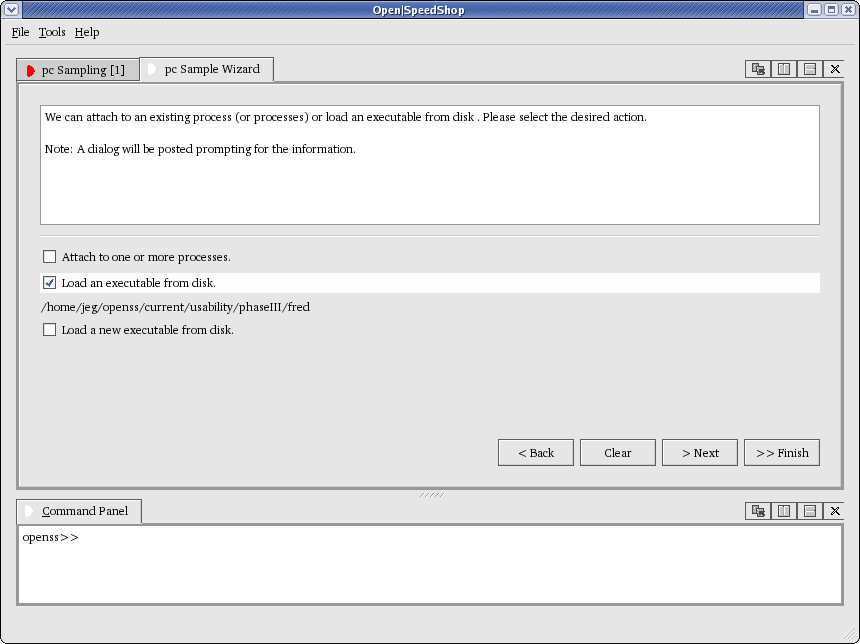 Open|SpeedShop
File Tools Help
pc Sampling [1] pc Sample Wizard
We can attach to an existing process (or processes) or load an executable from disk . Please select the desired action.
Note: A dialog will be posted prompting for the information.
Attach to one or more processes.
Load an executable from disk.
/home/jeg/openss/current/usability/phaseIII/fred
Load a new executable from disk.
< Back Clear > Next >> Finish
Command Panel
openss>>